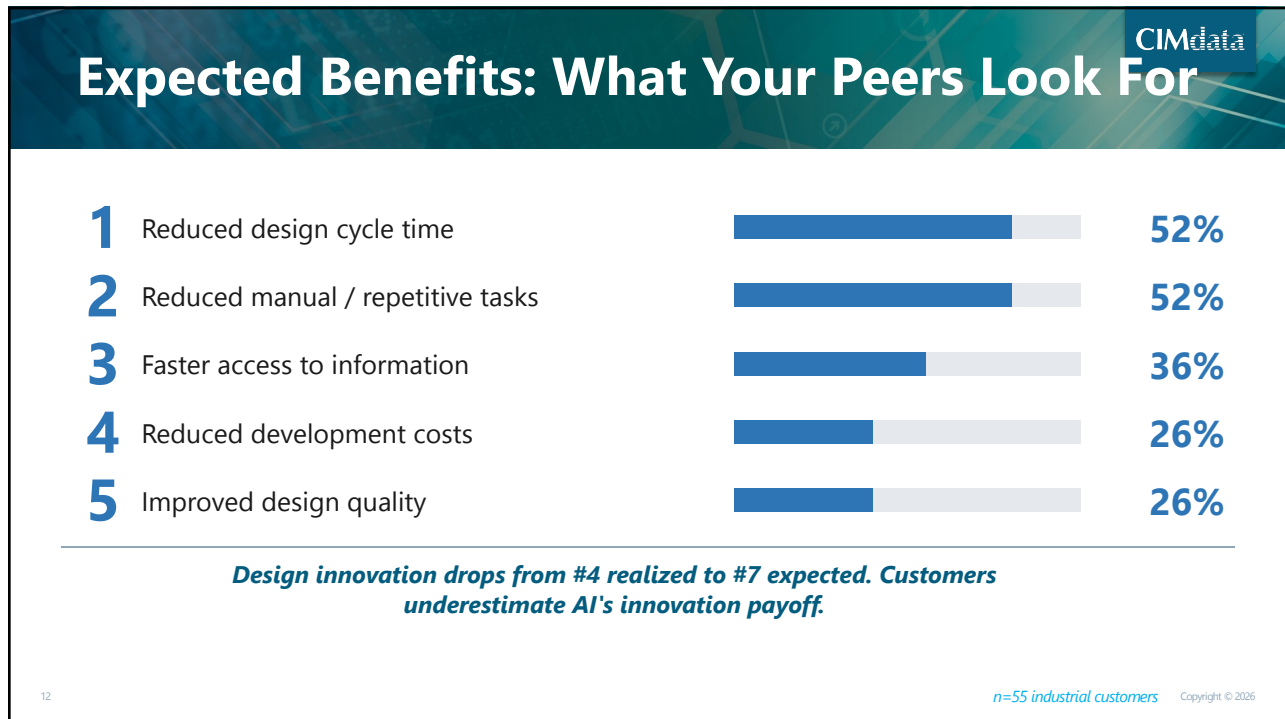 CIMdata
Expected Benefits: What Your Peers Look For
1 Reduced design cycle time 52%
2 Reduced manual / repetitive tasks 52%
3 Faster access to information 36%
4 Reduced development costs 26%
5 Improved design quality 26%
Design innovation drops from #4 realized to #7 expected. Customers
underestimate AI's innovation payoff.
12 n=55 industrial customers Copyright © 2026